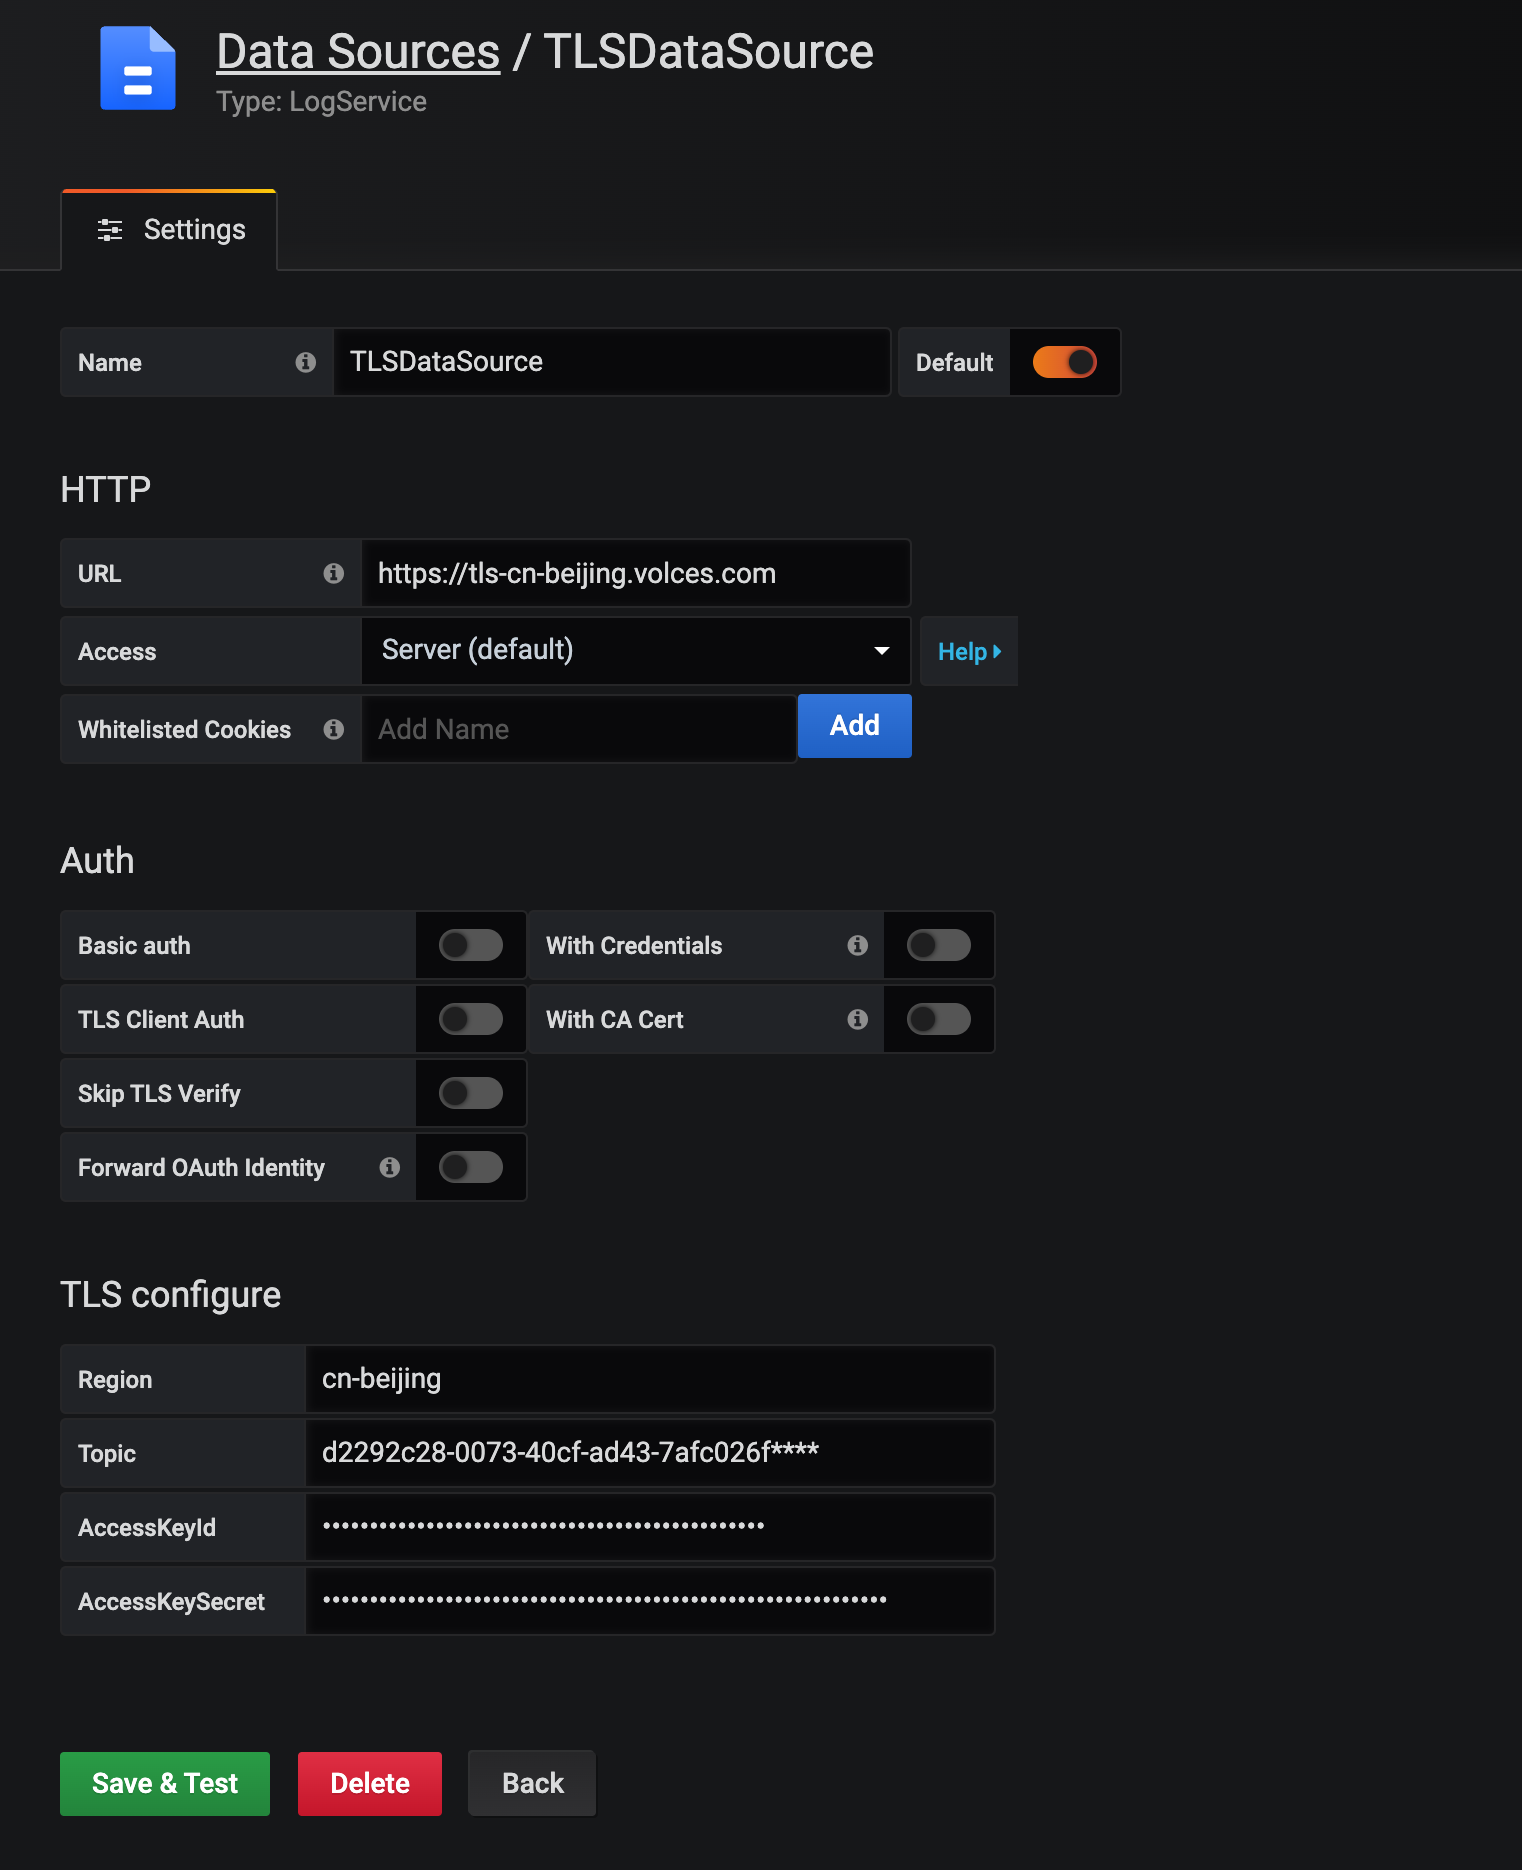 Data Sources / TLSDataSource
Type: LogService
Settings
Name TLSDataSource Default
HTTP
URL https://tls-cn-beijing.volces.com
Access Server (default) Help
Whitelisted Cookies Add Name Add
Auth
Basic auth With Credentials
TLS Client Auth With CA Cert
Skip TLS Verify
Forward OAuth Identity
TLS configure
Region cn-beijing
Topic d2292c28-0073-40cf-ad43-7afc026f****
AccessKeyId
AccessKeySecret
Save & Test Delete Back